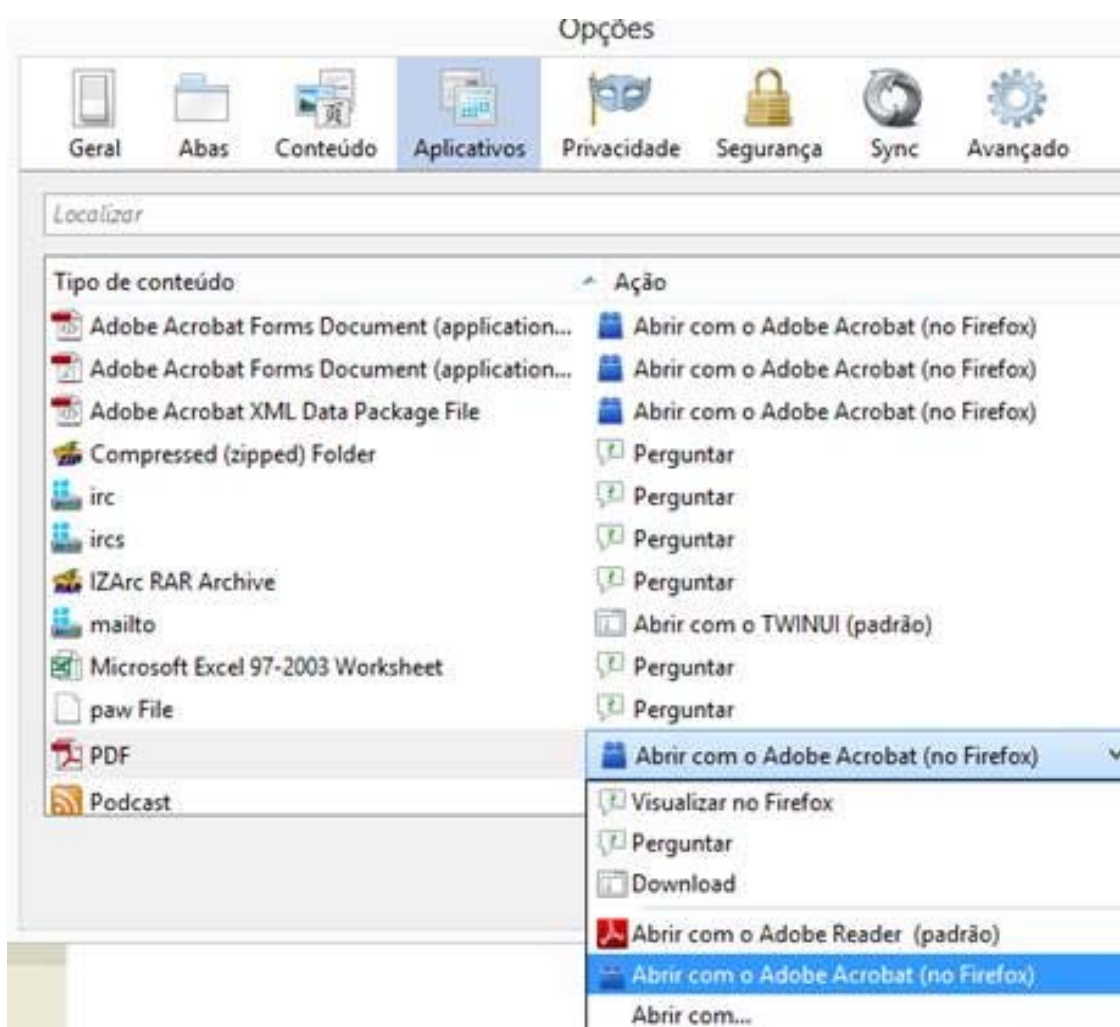 Opções
Geral Abas Conteúdo Aplicativos Privacidade Segurança Sync Avançado
Localizar
Tipo de conteúdo Ação
Adobe Acrobat Forms Document (application... Abrir com o Adobe Acrobat (no Firefox)
Adobe Acrobat Forms Document (application... Abrir com o Adobe Acrobat (no Firefox)
Adobe Acrobat XML Data Package File Abrir com o Adobe Acrobat (no Firefox)
Compressed (zipped) Folder Perguntar
irc Perguntar
ircs Perguntar
IZArc RAR Archive Perguntar
mailto Abrir com o TWINUI (padrão)
Microsoft Excel 97-2003 Worksheet Perguntar
paw File Perguntar
PDF Abrir com o Adobe Acrobat (no Firefox)
Podcast
Visualizar no Firefox
Perguntar
Download
Abrir com o Adobe Reader (padrão)
Abrir com o Adobe Acrobat (no Firefox)
Abrir com...